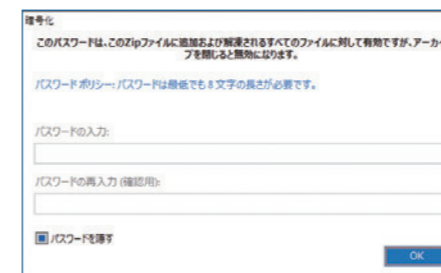 暗号化
このパスワードは、このZipファイルに追加および解凍されるすべてのファイルに対して有効ですが、アーカイ
ブを閉じると無効になります。
パスワード ポリシー: パスワードは最低でも 8 文字の長さが必要です。
パスワードの入力:
パスワードの再入力 (確認用):
パスワードを隠す
OK